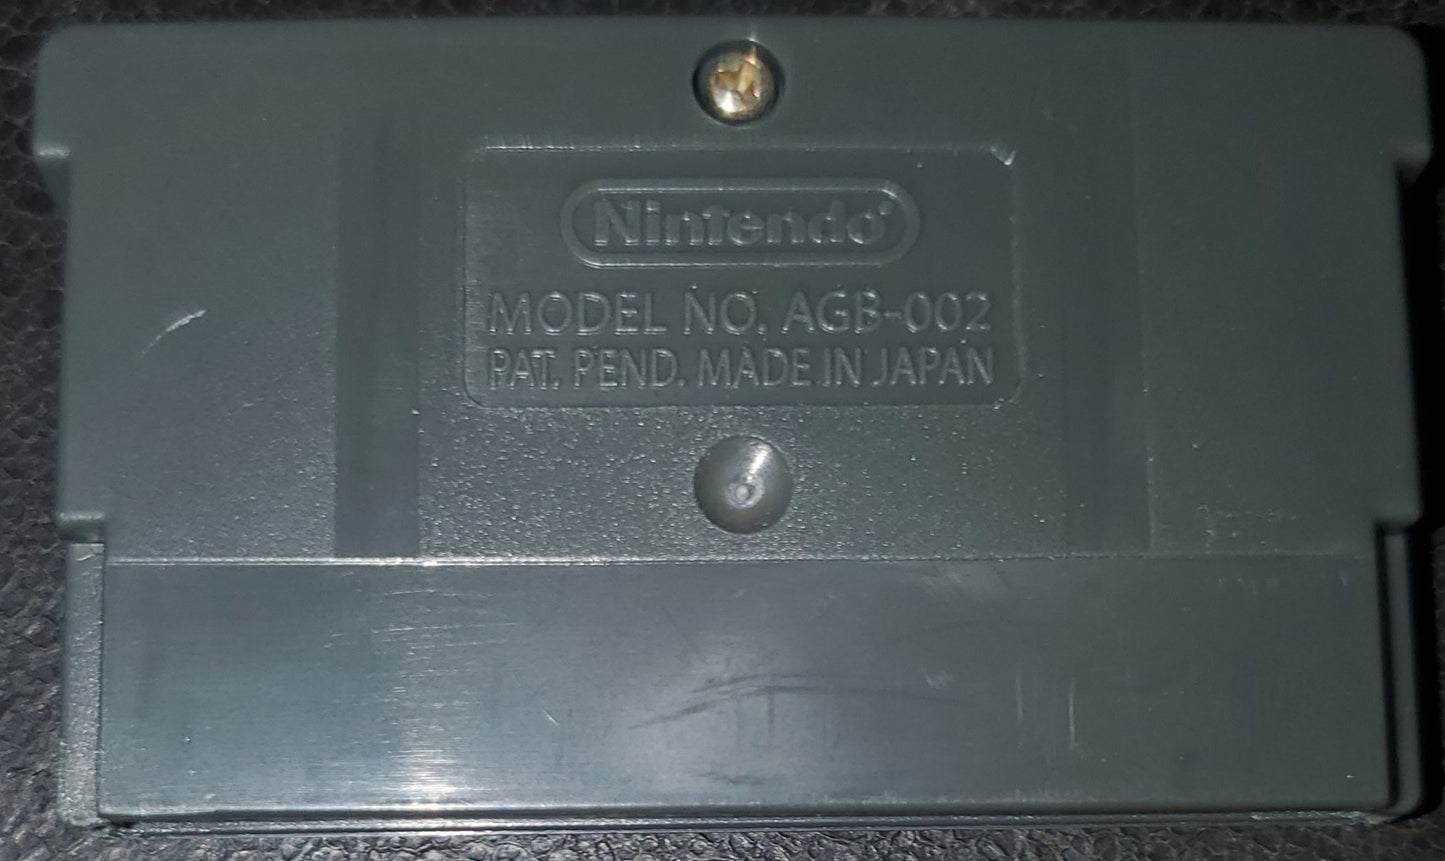 Nintendo
MODEL NO. AGB-002
PAT. PEND. MADE IN JAPAN